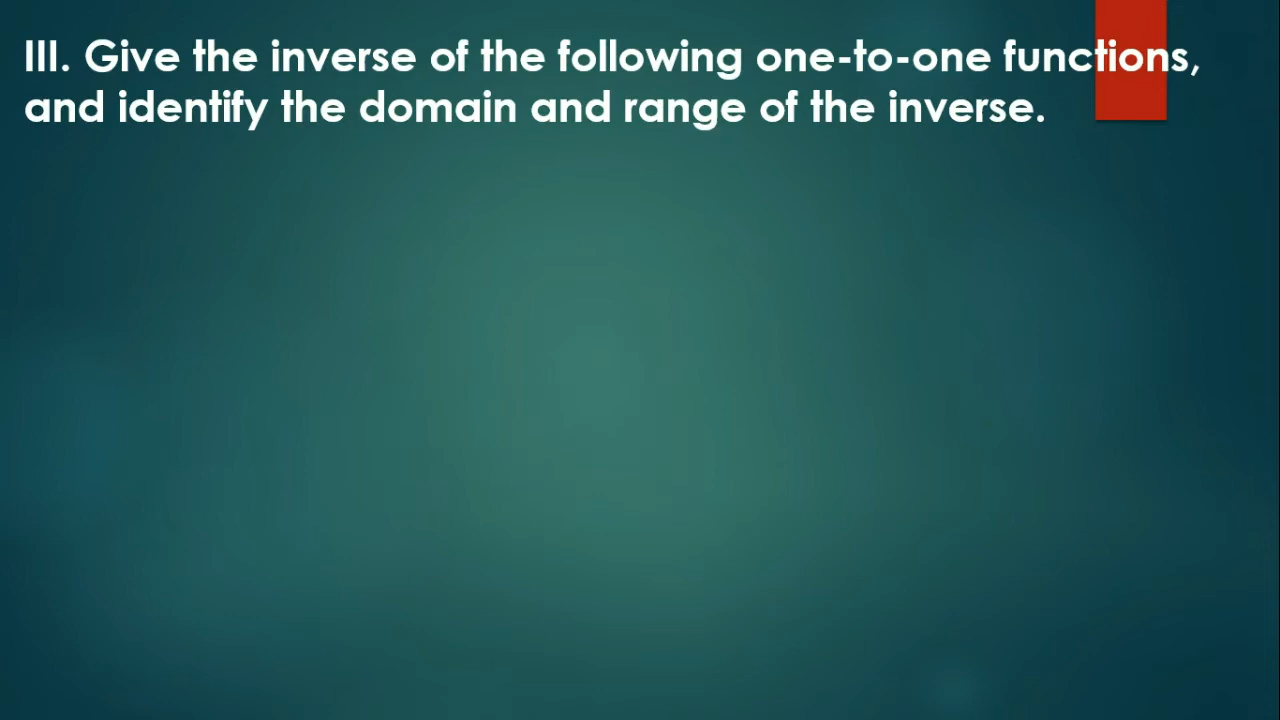 III. Give the inverse of the following one-to-one functions,
and identify the domain and range of the inverse.